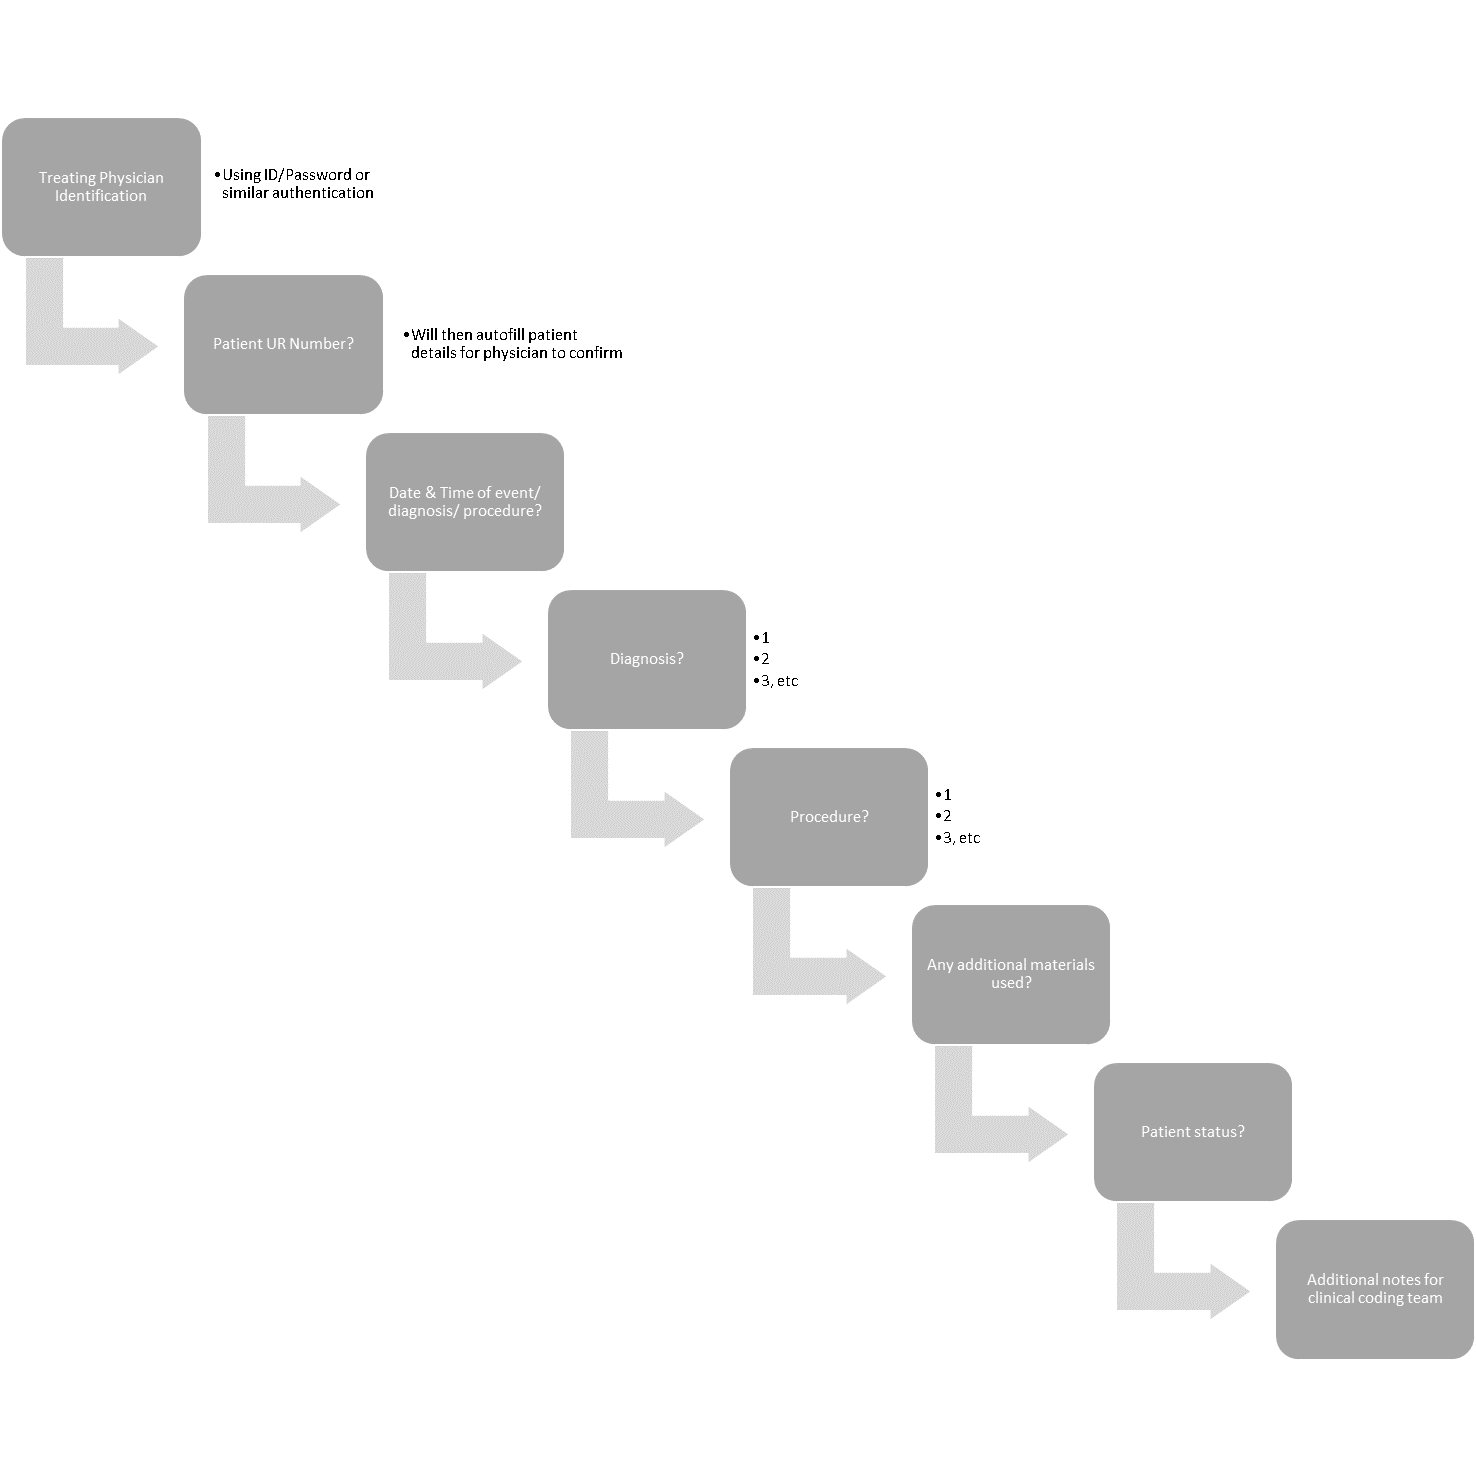 Treating Physician
Identification
•Using ID/Password or
similar authentication
Patient UR Number?
•Will then autofill patient
details for physician to confirm
Date & Time of event/
diagnosis/ procedure?
Diagnosis?
•1
•2
•3, etc
Procedure?
•1
•2
•3, etc
Any additional materials
used?
Patient status?
Additional notes for
clinical coding team